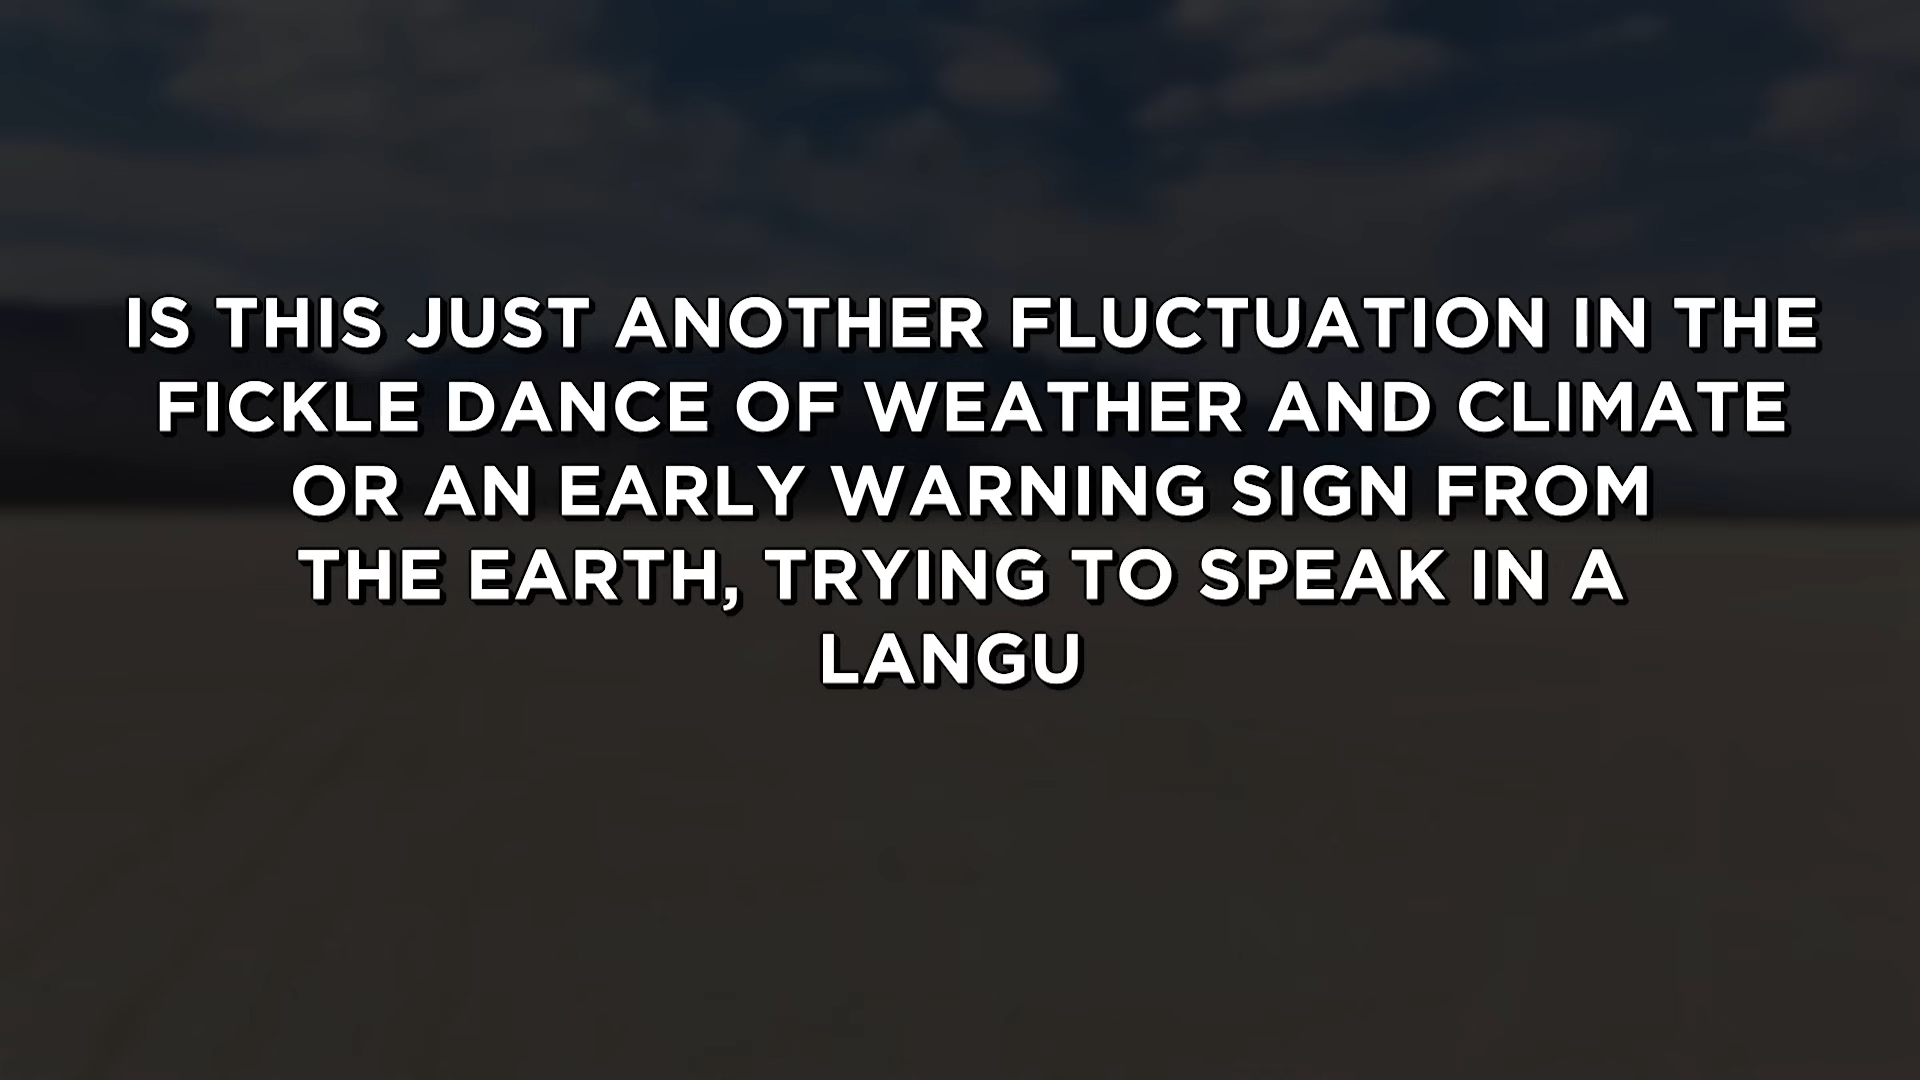 IS THIS JUST ANOTHER FLUCTUATION IN THE
FICKLE DANCE OF WEATHER AND CLIMATE
OR AN EARLY WARNING SIGN FROM
THE EARTH, TRYING TO SPEAK IN A
LANGU